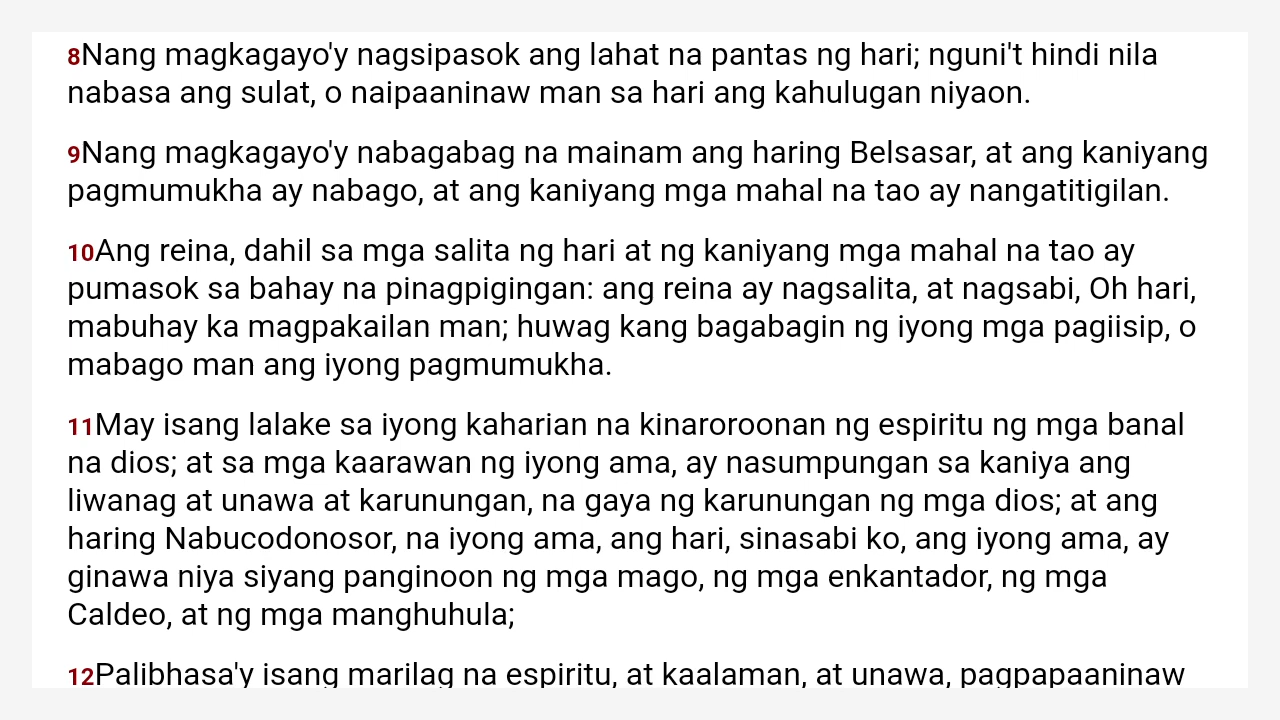 8Nang magkagayo'y nagsipasok ang lahat na pantas ng hari; nguni't hindi nila
nabasa ang sulat, o naipaaninaw man sa hari ang kahulugan niyaon.
9Nang magkagayo'y nabagabag na mainam ang haring Belsasar, at ang kaniyang
pagmumukha ay nabago, at ang kaniyang mga mahal na tao ay nangatitigilan.
10Ang reina, dahil sa mga salita ng hari at ng kaniyang mga mahal na tao ay
pumasok sa bahay na pinagpigingan: ang reina ay nagsalita, at nagsabi, Oh hari,
mabuhay ka magpakailan man; huwag kang bagabagin ng iyong mga pagiisip, o
mabago man ang iyong pagmumukha.
11May isang lalake sa iyong kaharian na kinaroroonan ng espiritu ng mga banal
na dios; at sa mga kaarawan ng iyong ama, ay nasumpungan sa kaniya ang
liwanag at unawa at karunungan, na gaya ng karunungan ng mga dios; at ang
haring Nabucodonosor, na iyong ama, ang hari, sinasabi ko, ang iyong ama, ay
ginawa niya siyang panginoon ng mga mago, ng mga enkantador, ng mga
Caldeo, at ng mga manghuhula;
12Palibhasa'y isang marilag na espiritu, at kaalaman, at unawa, pagpapaaninaw